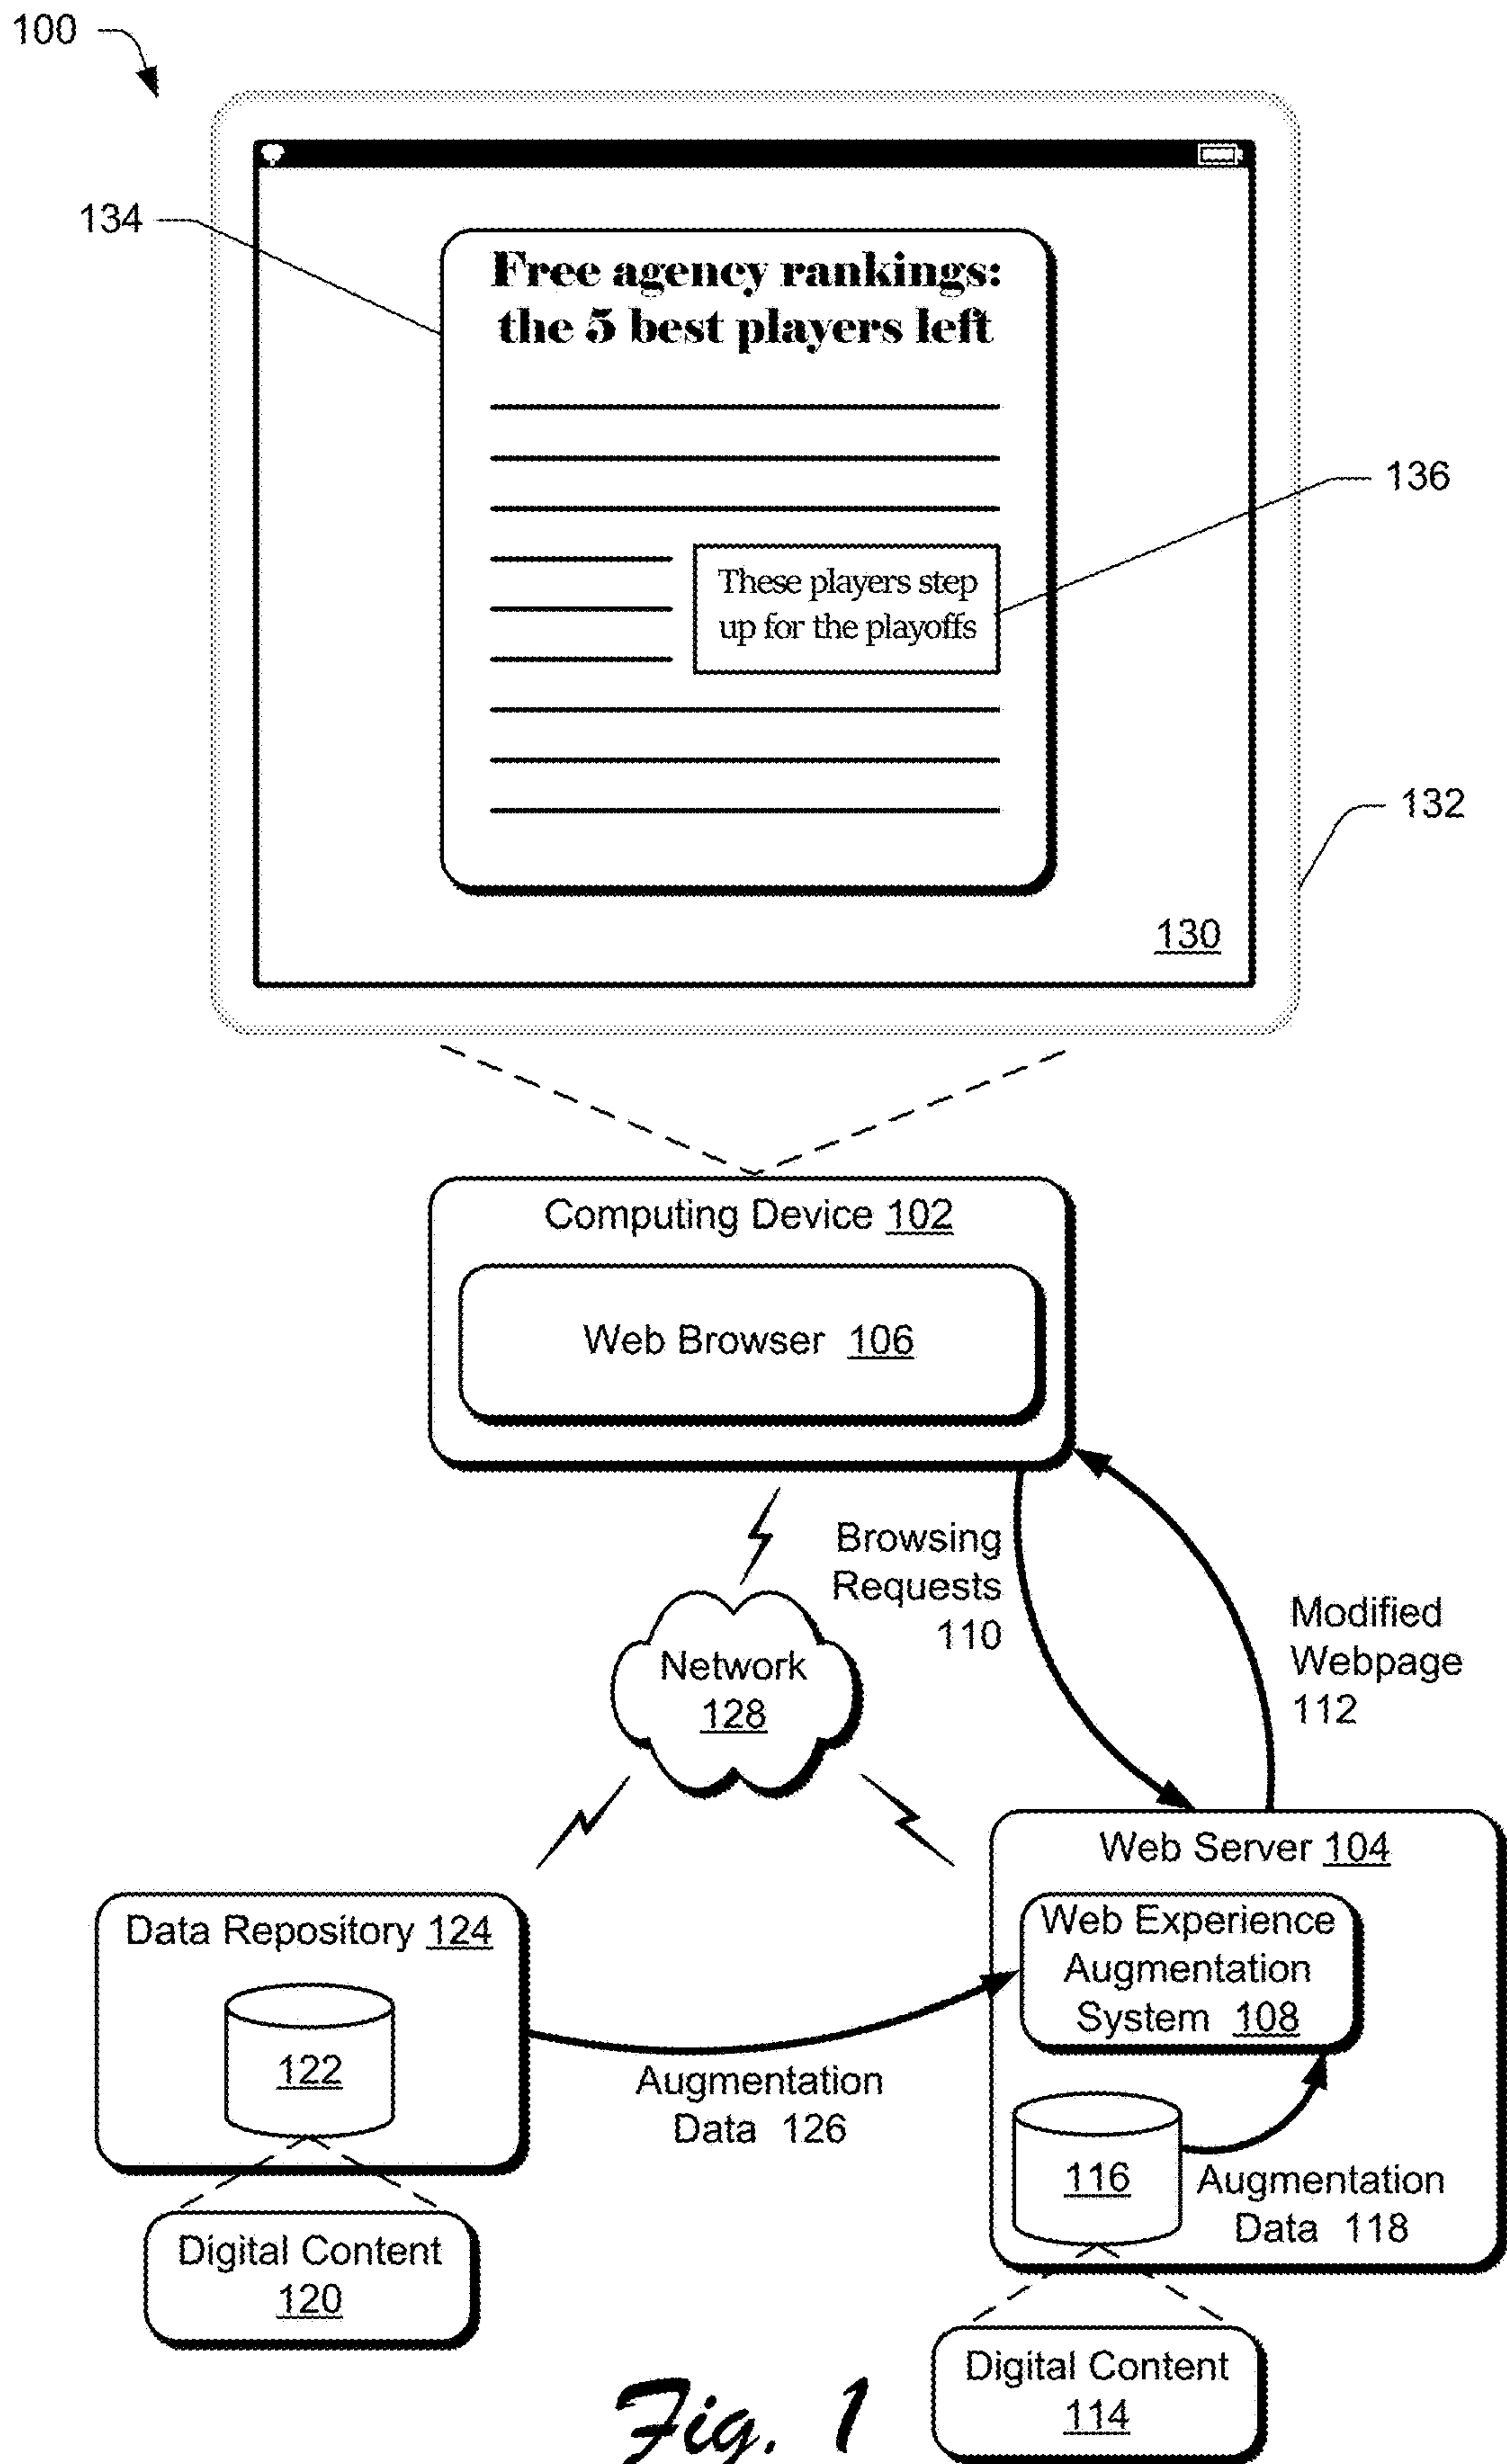 100
134
Free agency rankings:
the 5 best players left
136
These players step
up for the playoffs
132
130
Computing Device 102
Web Browser 106
Browsing
Requests
110
Modified
Webpage
112
Network
128
Web Server 104
Web Experience
Augmentation
System 108
Data Repository 124
122
Augmentation
Data 126
116
Augmentation
Data 118
Digital Content
120
Digital Content
114
Fig. 1